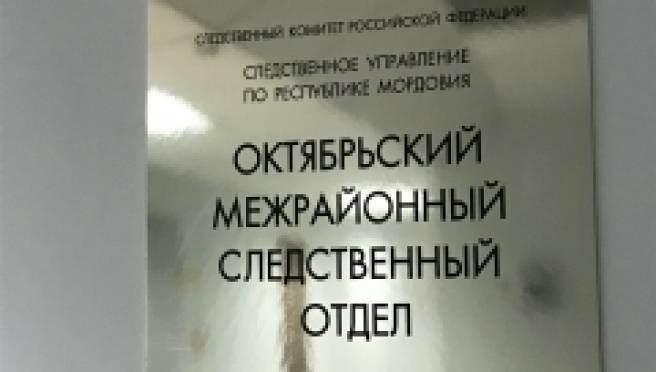 СЛЕДСТВЕННЫЙ КОМИТЕТ РОССИЙСКОЙ ФЕДЕРАЦИИ
СЛЕДСТВЕННОЕ УПРАВЛЕНИЕ
ПО РЕСПУБЛИКЕ МОРДОВИЯ
ОКТЯБРЬСКИЙ
МЕЖРАЙОННЫЙ
СЛЕДСТВЕННЫЙ
ОТДЕЛ